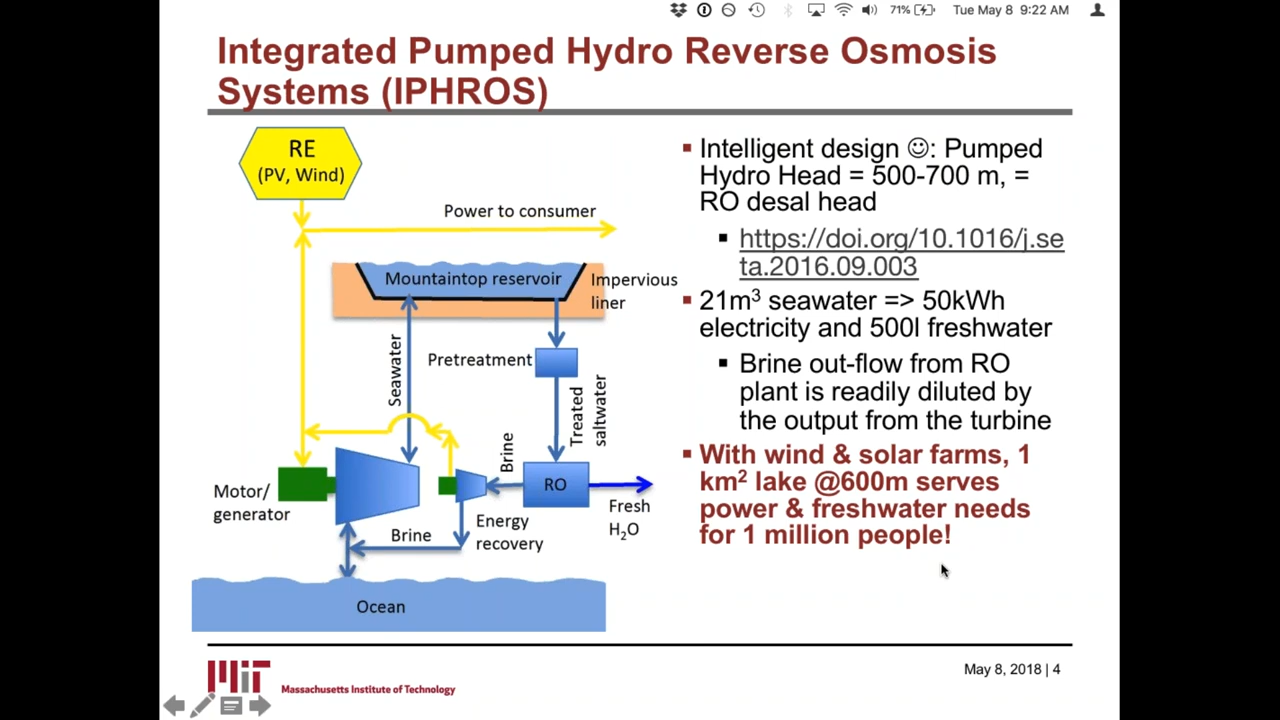 71% Tue May 8 9:22 AM
Integrated Pumped Hydro Reverse Osmosis
Systems (IPHROS)
RE
(PV, Wind)
Power to consumer
Mountaintop reservoir
Impervious
liner
Seawater
Pretreatment
Treated
saltwater
Brine
Motor/
generator
RO
Fresh
H₂O
Energy
recovery
Brine
Ocean
▪ Intelligent design ☺: Pumped
Hydro Head = 500-700 m, =
RO desal head
▪ https://doi.org/10.1016/j.se
ta.2016.09.003
▪ 21m³ seawater => 50kWh
electricity and 500l freshwater
▪ Brine out-flow from RO
plant is readily diluted by
the output from the turbine
▪ With wind & solar farms, 1
km² lake @600m serves
power & freshwater needs
for 1 million people!
MIT
Massachusetts Institute of Technology
May 8, 2018 | 4